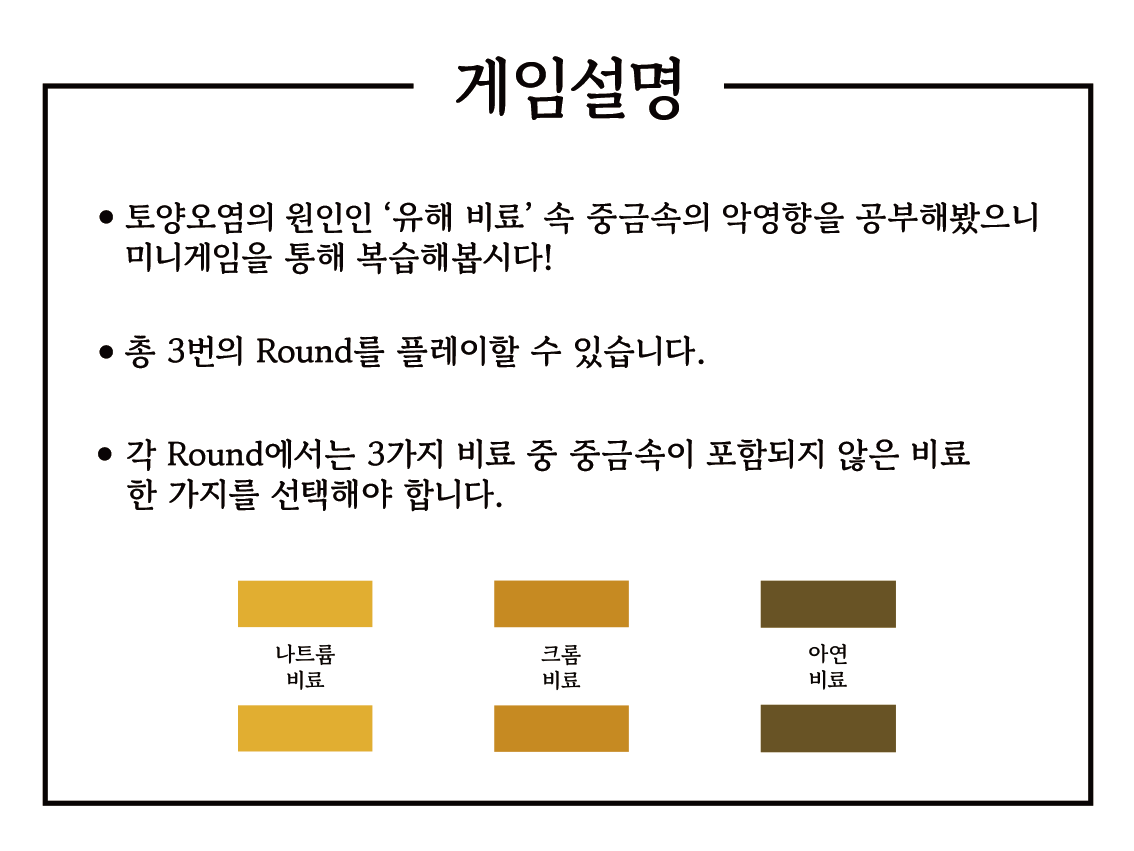 게임설명
• 토양오염의 원인인 ‘유해 비료’ 속 중금속의 악영향을 공부해봤으니
미니게임을 통해 복습해봅시다!
• 총 3번의 Round를 플레이할 수 있습니다.
• 각 Round에서는 3가지 비료 중 중금속이 포함되지 않은 비료
한 가지를 선택해야 합니다.
나트륨
비료
크롬
비료
아연
비료